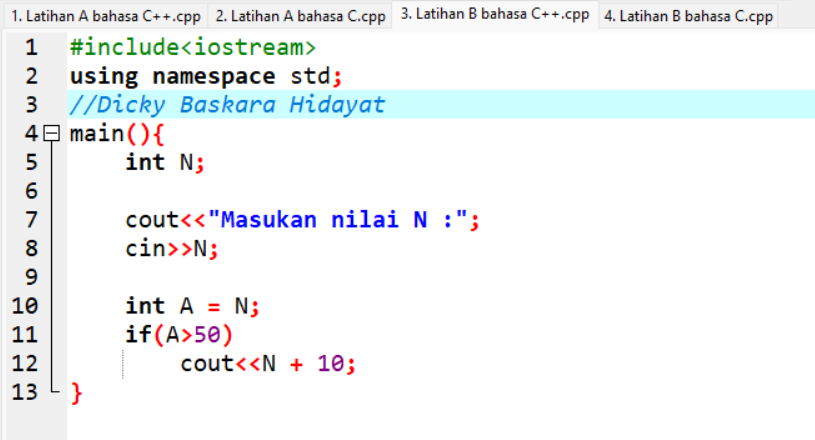 1. Latihan A bahasa C++.cpp 2. Latihan A bahasa C.cpp 3. Latihan B bahasa C++.cpp 4. Latihan B bahasa C.cpp
1 #include<iostream>
2 using namespace std;
3 //Dicky Baskara Hidayat
4 main(){
5 int N;
6
7 cout<<"Masukan nilai N :";
8 cin>>N;
9
10 int A = N;
11 if(A>50)
12 cout<<N + 10;
13 }